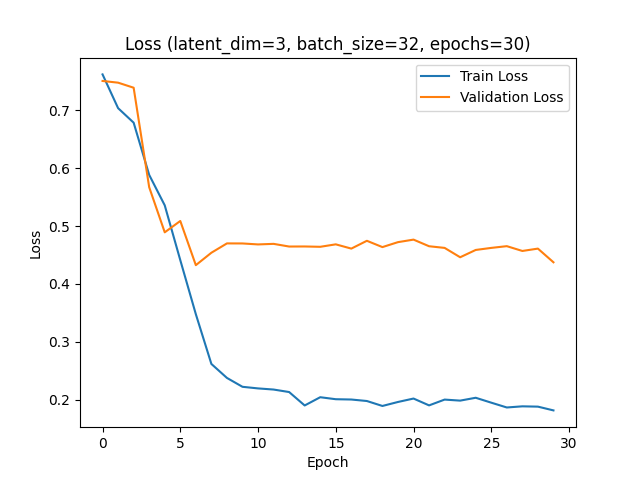 Loss (latent_dim=3, batch_size=32, epochs=30)
Train Loss
Validation Loss
0.7
0.6
0.5
0.4
0.3
0.2
Loss
0 5 10 15 20 25 30
Epoch